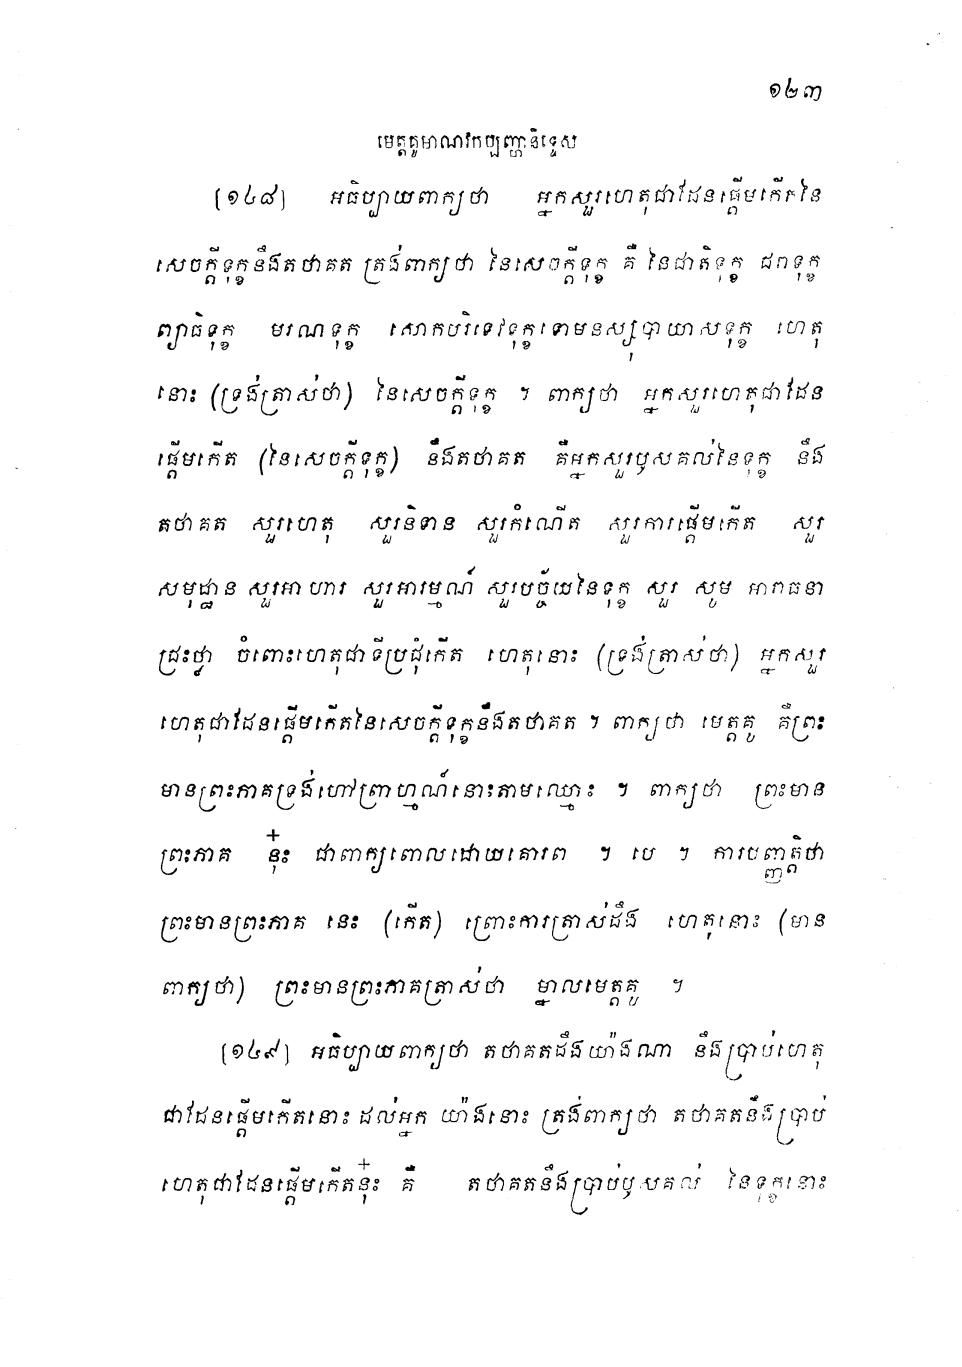 ១២៣
មេត្តគូមាណវកប្បញ្ហានិទ្ទេស
[១៤៨] អធិប្បាយពាក្យថា អ្នកសួរហេតុជាដែនផ្តើមកើតនៃ
សេចក្តីទុក្ខនឹងតថាគត ត្រង់ពាក្យថា នៃសេចក្តីទុក្ខ គឺ នៃជាតិទុក្ខ ជរាទុក្ខ
ព្យាធិទុក្ខ មរណទុក្ខ សោកបរិទេវទុក្ខទោមនស្សុបាយាសទុក្ខ ហេតុ
នោះ (ទ្រង់ត្រាស់ថា) នៃសេចក្តីទុក្ខ ។ ពាក្យថា អ្នកសួរហេតុជាដែន
ផ្តើមកើត (នៃសេចក្តីទុក្ខ) នឹងតថាគត គឺអ្នកសួរឫសគល់នៃទុក្ខ នឹង
តថាគត សួរហេតុ សួរនិទាន សួរកំណើត សួរការផ្តើមកើត សួរ
សមុដ្ឋាន សួរអាហារ សួរអារម្មណ៍ សួរបច្ច័យនៃទុក្ខ សួរ សូម អារាធនា
ជ្រះថ្លា ចំពោះហេតុជាទីប្រជុំកើត ហេតុនោះ (ទ្រង់ត្រាស់ថា) អ្នកសួរ
ហេតុជាដែនផ្តើមកើតនៃសេចក្តីទុក្ខនឹងតថាគត ។ ពាក្យថា មេត្តគូ គឺព្រះ
មានព្រះភាគទ្រង់ហៅព្រាហ្មណ៍នោះតាមឈ្មោះ ។ ពាក្យថា ព្រះមាន
ព្រះភាគ នុ៎ះ ជាពាក្យពោលដោយគោរព ។ បេ ។ ការបញ្ញត្តិថា
ព្រះមានព្រះភាគ នេះ (កើត) ព្រោះការត្រាស់ដឹង ហេតុនោះ (មាន
ពាក្យថា) ព្រះមានព្រះភាគត្រាស់ថា ម្នាលមេត្តគូ ។
[១៤៩] អធិប្បាយពាក្យថា តថាគតដឹងយ៉ាងណា នឹងប្រាប់ហេតុ
ជាដែនផ្តើមកើតនោះ ដល់អ្នក យ៉ាងនោះ ត្រង់ពាក្យថា តថាគតនឹងប្រាប់
ហេតុជាដែនផ្តើមកើតនុ៎ះ គឺ តថាគតនឹងប្រាប់ឫសគល់ នៃទុក្ខនោះ